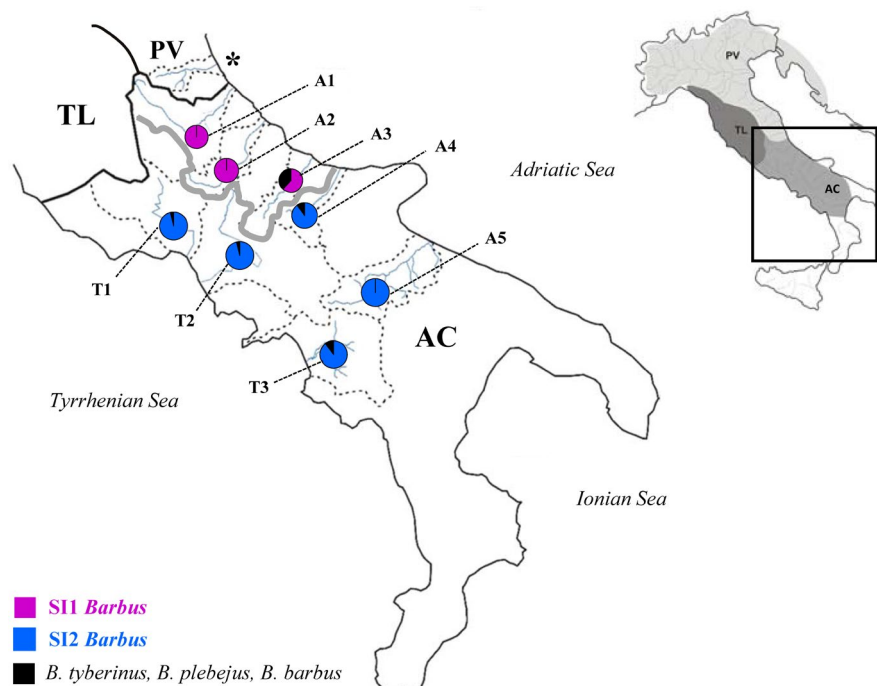 PV
*
TL
A1
A2
A3
A4
Adriatic Sea
PV
TL
AC
T1
T2
A5
AC
T3
Tyrrhenian Sea
Ionian Sea
SI1 Barbus
SI2 Barbus
B. tyberinus, B. plebejus, B. barbus